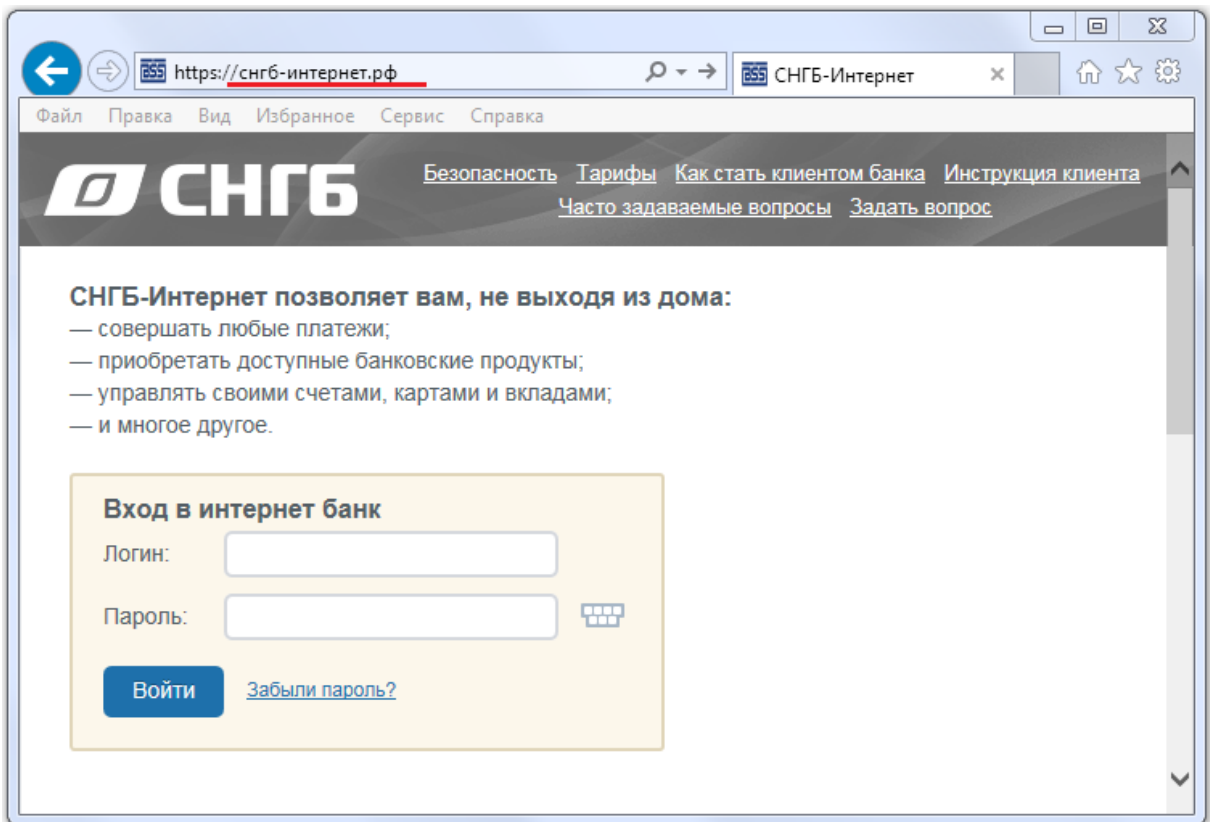 https://снгб-интернет.рф
СНГБ-Интернет
Файл Правка Вид Избранное Сервис Справка
СНГБ
Безопасность Тарифы Как стать клиентом банка Инструкция клиента
Часто задаваемые вопросы Задать вопрос
СНГБ-Интернет позволяет вам, не выходя из дома:
— совершать любые платежи;
— приобретать доступные банковские продукты;
— управлять своими счетами, картами и вкладами;
— и многое другое.
Вход в интернет банк
Логин:
Пароль:
Войти Забыли пароль?